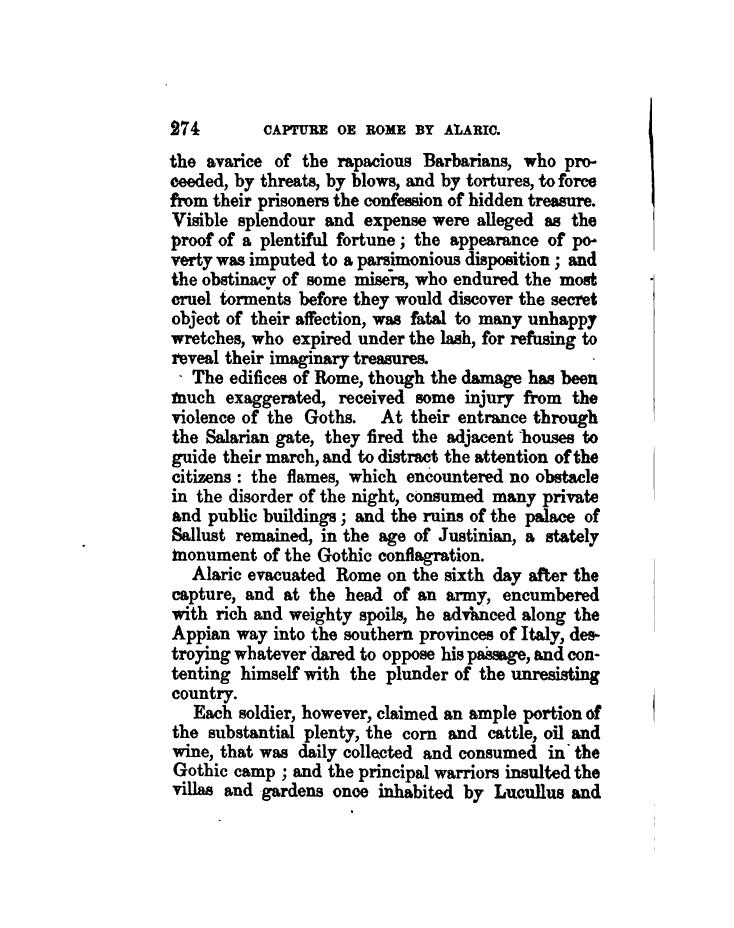 274 CAPTURE OE ROME BY ALARIC.
the avarice of the rapacious Barbarians, who pro-
ceeded, by threats, by blows, and by tortures, to force
from their prisoners the confession of hidden treasure.
Visible splendour and expense were alleged as the
proof of a plentiful fortune ; the appearance of po-
verty was imputed to a parsimonious disposition ; and
the obstinacy of some misers, who endured the most
cruel torments before they would discover the secret
object of their affection, was fatal to many unhappy
wretches, who expired under the lash, for refusing to
reveal their imaginary treasures.
The edifices of Rome, though the damage has been
much exaggerated, received some injury from the
violence of the Goths. At their entrance through
the Salarian gate, they fired the adjacent houses to
guide their march, and to distract the attention of the
citizens : the flames, which encountered no obstacle
in the disorder of the night, consumed many private
and public buildings ; and the ruins of the palace of
Sallust remained, in the age of Justinian, a stately
monument of the Gothic conflagration.
Alaric evacuated Rome on the sixth day after the
capture, and at the head of an army, encumbered
with rich and weighty spoils, he advanced along the
Appian way into the southern provinces of Italy, des-
troying whatever dared to oppose his passage, and con-
tenting himself with the plunder of the unresisting
country.
Each soldier, however, claimed an ample portion of
the substantial plenty, the corn and cattle, oil and
wine, that was daily collected and consumed in the
Gothic camp ; and the principal warriors insulted the
villas and gardens once inhabited by Lucullus and